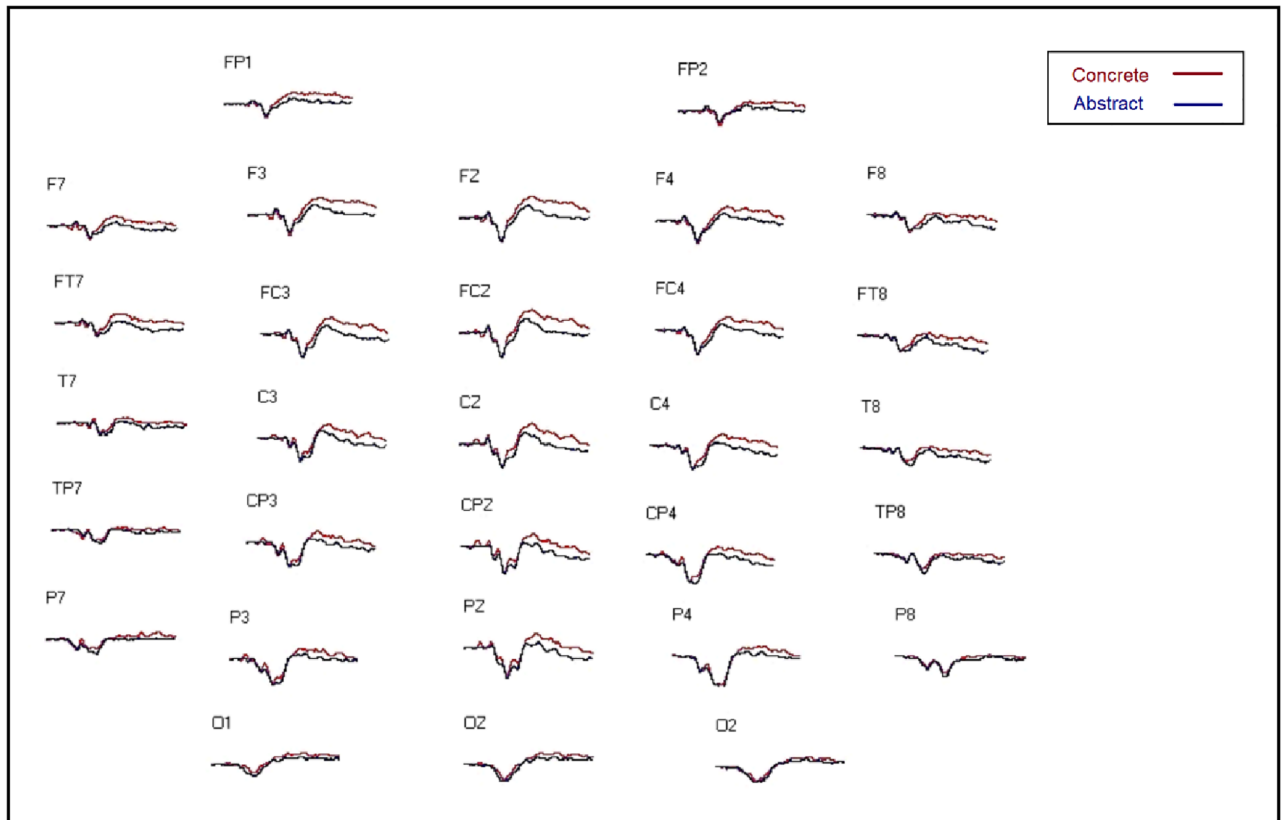 FP1
FP2
Concrete
Abstract
F7
F3
FZ
F4
F8
FT7
FC3
FCZ
FC4
FT8
T7
C3
CZ
C4
T8
TP7
CP3
CPZ
CP4
TP8
P7
P3
PZ
P4
P8
O1
OZ
O2